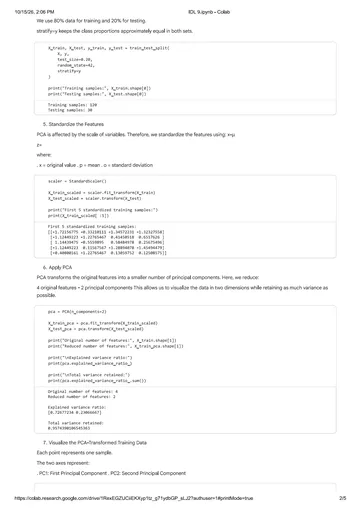 10/15/26, 2:06 PM IDL 9.ipynb - Colab
We use 80% data for training and 20% for testing.
stratify=y keeps the class proportions approximately equal in both sets.
X_train, X_test, y_train, y_test = train_test_split(
X, y,
test_size=0.20,
random_state=42,
stratify=y
)
print("Training samples:", X_train.shape[0])
print("Testing samples:", X_test.shape[0])
Training samples: 120
Testing samples: 30
5. Standardize the Features
PCA is affected by the scale of variables. Therefore, we standardize the features using: x−μ
z=
where:
. x = original value . μ = mean . σ = standard deviation
scaler = StandardScaler()
X_train_scaled = scaler.fit_transform(X_train)
X_test_scaled = scaler.transform(X_test)
print("First 5 standardized training samples:")
print(X_train_scaled[ :5])
First 5 standardized training samples:
6. Apply PCA
PCA transforms the original features into a smaller number of principal components. Here, we reduce:
4 original features → 2 principal components This allows us to visualize the data in two dimensions while retaining as much variance as
possible.
pca = PCA(n_components=2)
X_train_pca = pca.fit_transform(X_train_scaled)
X_test_pca = pca.transform(X_test_scaled)
print("Original number of features:", X_train.shape[1])
print("Reduced number of features:", X_train_pca.shape[1])
print("\nExplained variance ratio:")
print(pca.explained_variance_ratio_)
print("\nTotal variance retained:")
print(pca.explained_variance_ratio_.sum())
Original number of features: 4
Reduced number of features: 2
Explained variance ratio:
Total variance retained:
7. Visualize the PCA-Transformed Training Data
Each point represents one sample.
The two axes represent:
. PC1: First Principal Component . PC2: Second Principal Component
2/5